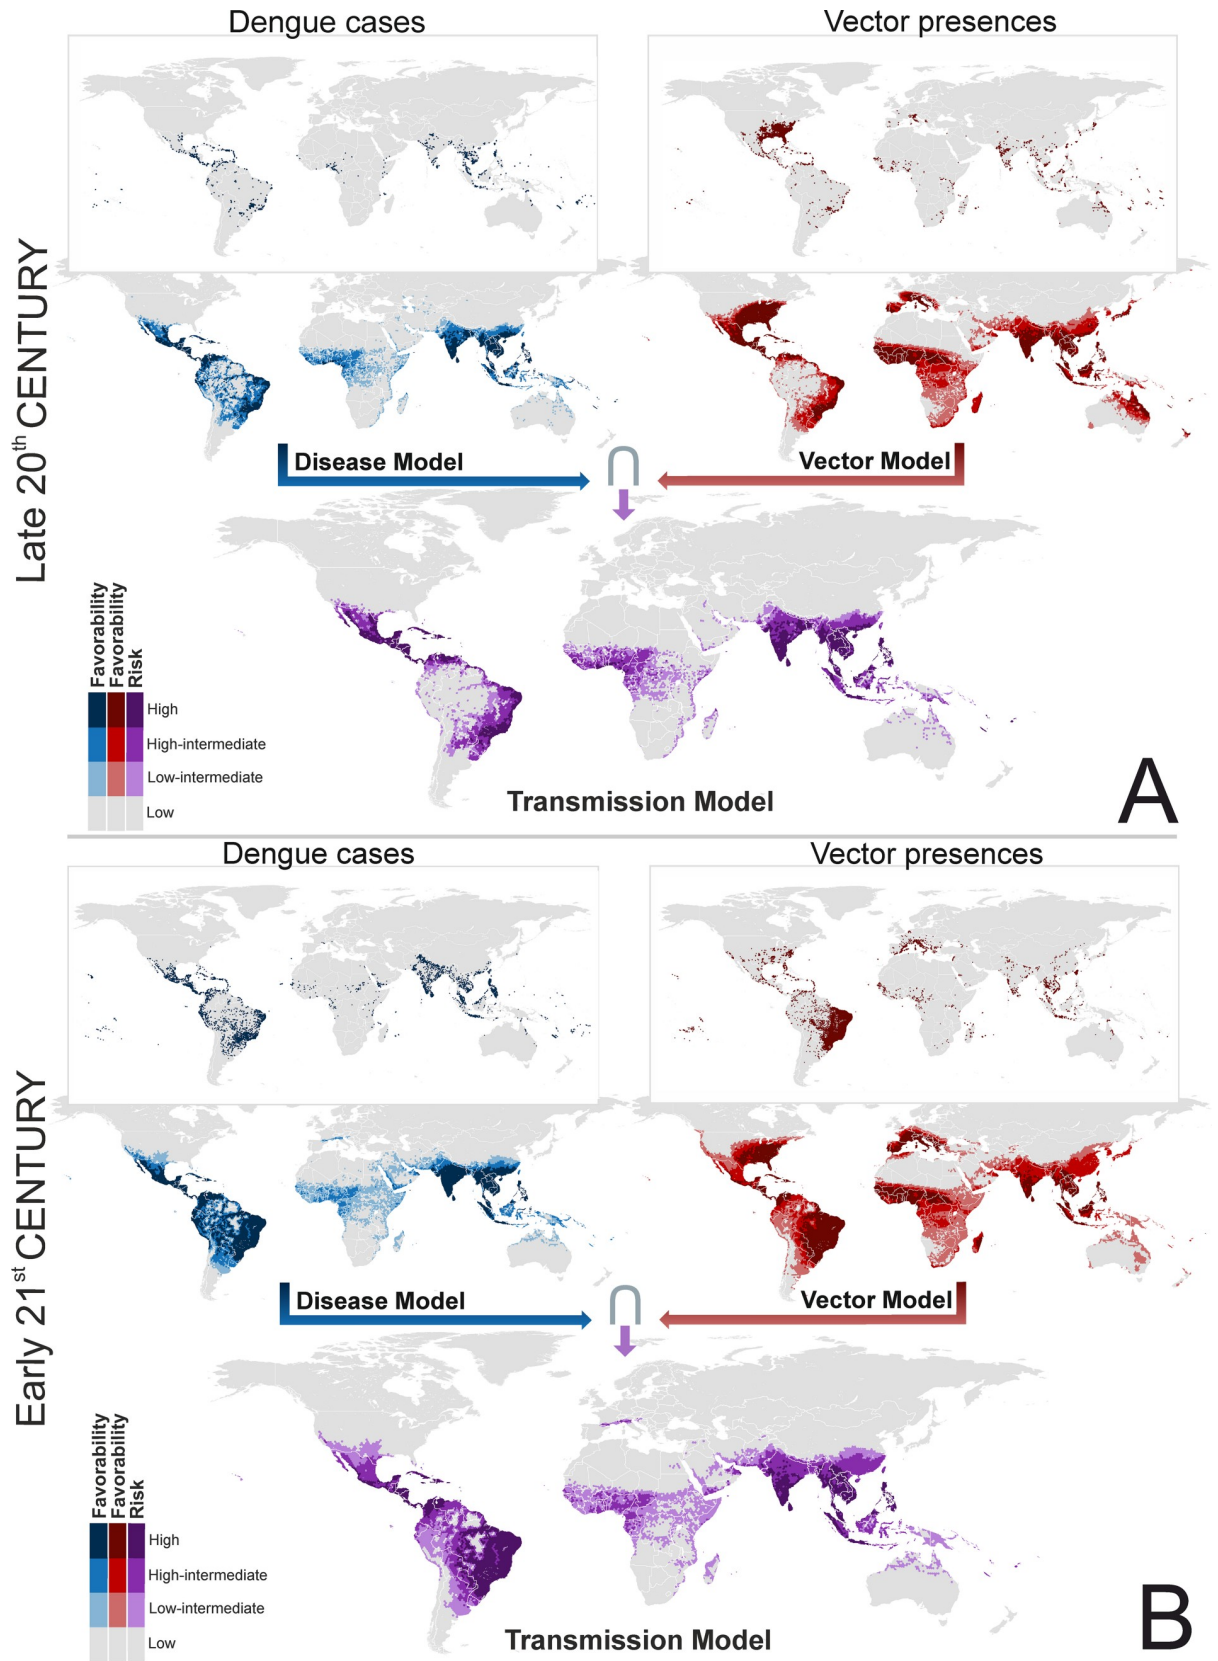 Dengue cases
Vector presences
Late 20th CENTURY
Disease Model
Vector Model
Favorability
Favorability
Risk
High
High-intermediate
Low-intermediate
Low
Transmission Model
A
Dengue cases
Vector presences
Early 21st CENTURY
Disease Model
Vector Model
Favorability
Favorability
Risk
High
High-intermediate
Low-intermediate
Low
Transmission Model
B